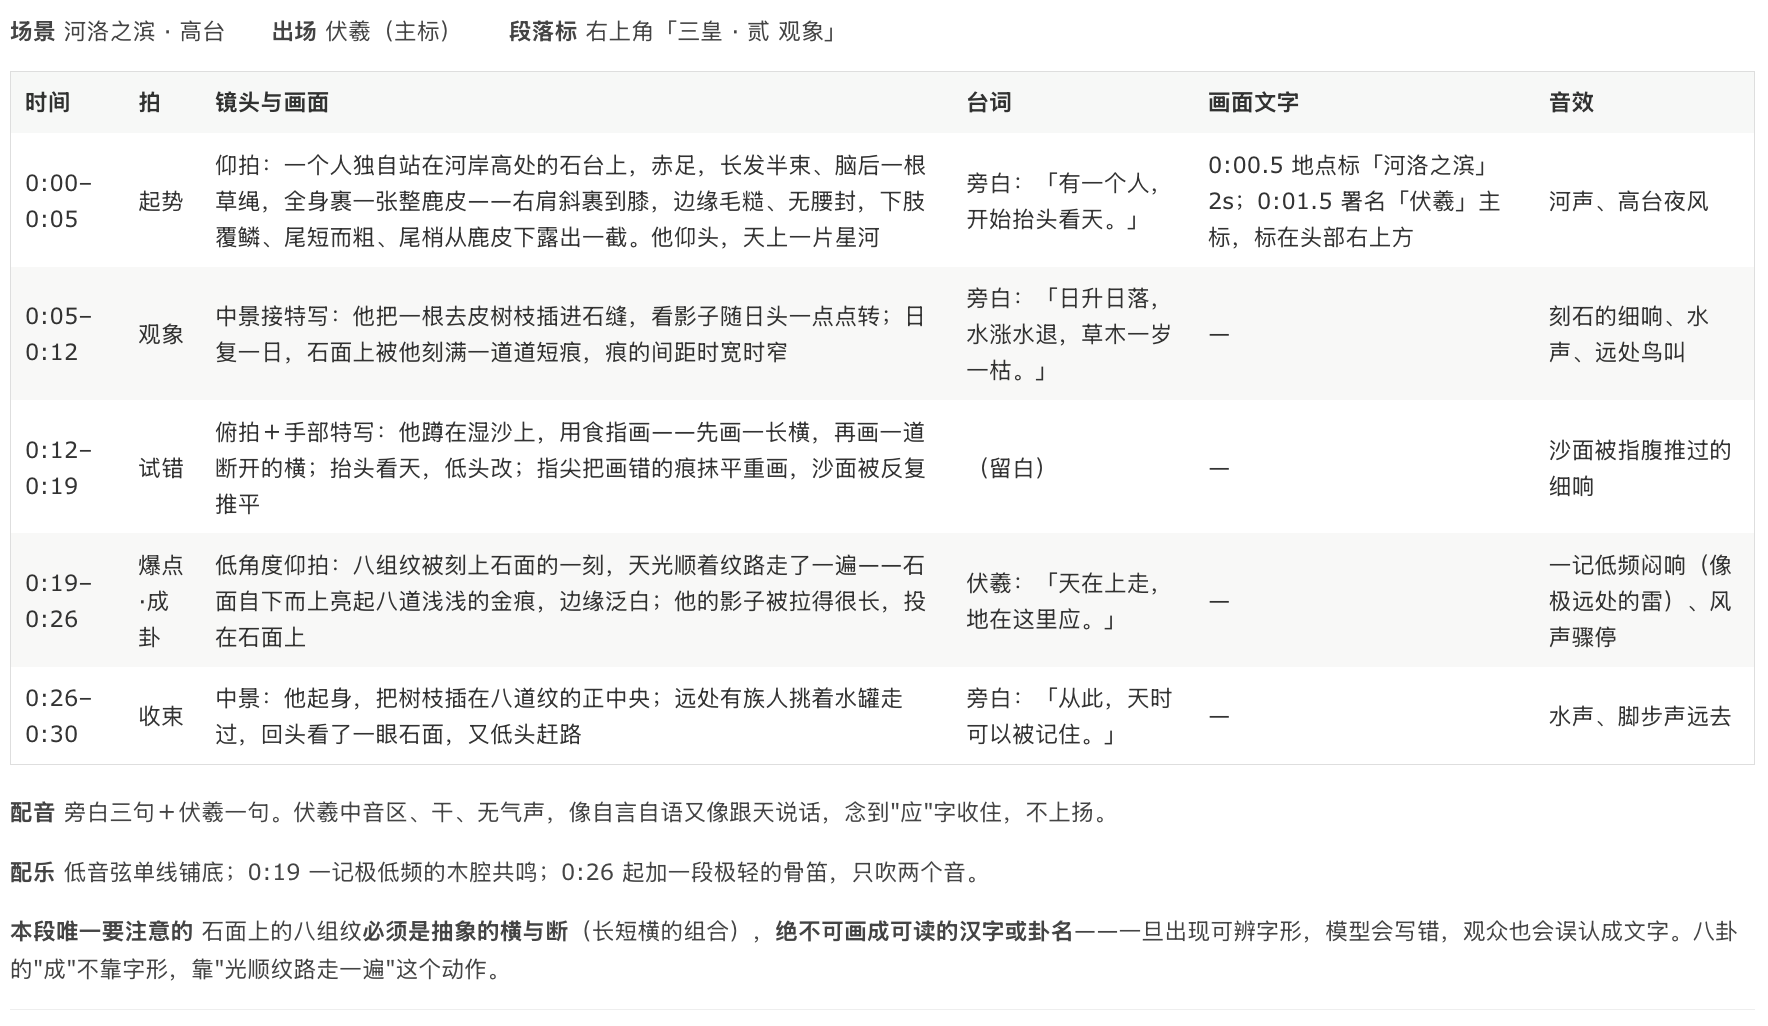 场景 河洛之滨 · 高台 出场 伏羲（主标） 段落标 右上角「三皇 · 贰 观象」
时间 拍 镜头与画面 台词 画面文字 音效
0:00–
0:05
起势
仰拍：一个人独自站在河岸高处的石台上，赤足，长发半束、脑后一根
草绳，全身裹一张整鹿皮——右肩斜裹到膝，边缘毛糙、无腰封，下肢
覆鳞、尾短而粗、尾梢从鹿皮下露出一截。他仰头，天上一片星河
旁白：「有一个人，
开始抬头看天。」
0:00.5 地点标「河洛之滨」
2s；0:01.5 署名「伏羲」主
标，标在头部右上方
河声、高台夜风
0:05–
0:12
观象
中景接特写：他把一根去皮树枝插进石缝，看影子随日头一点点转；日
复一日，石面上被他刻满一道道短痕，痕的间距时宽时窄
旁白：「日升日落，
水涨水退，草木一岁
一枯。」
—
刻石的细响、水
声、远处鸟叫
0:12–
0:19
试错
俯拍＋手部特写：他蹲在湿沙上，用食指画——先画一长横，再画一道
断开的横；抬头看天，低头改；指尖把画错的痕抹平重画，沙面被反复
推平
（留白）
—
沙面被指腹推过的
细响
0:19–
0:26
爆点
·成
卦
低角度仰拍：八组纹被刻上石面的一刻，天光顺着纹路走了一遍——石
面自下而上亮起八道浅浅的金痕，边缘泛白；他的影子被拉得很长，投
在石面上
伏羲：「天在上走，
地在这里应。」
—
一记低频闷响（像
极远处的雷）、风
声骤停
0:26–
0:30
收束
中景：他起身，把树枝插在八道纹的正中央；远处有族人挑着水罐走
过，回头看了一眼石面，又低头赶路
旁白：「从此，天时
可以被记住。」
—
水声、脚步声远去
配音 旁白三句＋伏羲一句。伏羲中音区、干、无气声，像自言自语又像跟天说话，念到"应"字收住，不上扬。
配乐 低音弦单线铺底；0:19 一记极低频的木腔共鸣；0:26 起加一段极轻的骨笛，只吹两个音。
本段唯一要注意的 石面上的八组纹必须是抽象的横与断（长短横的组合），绝不可画成可读的汉字或卦名——一旦出现可辨字形，模型会写错，观众也会误认成文字。八卦
的"成"不靠字形，靠"光顺纹路走一遍"这个动作。